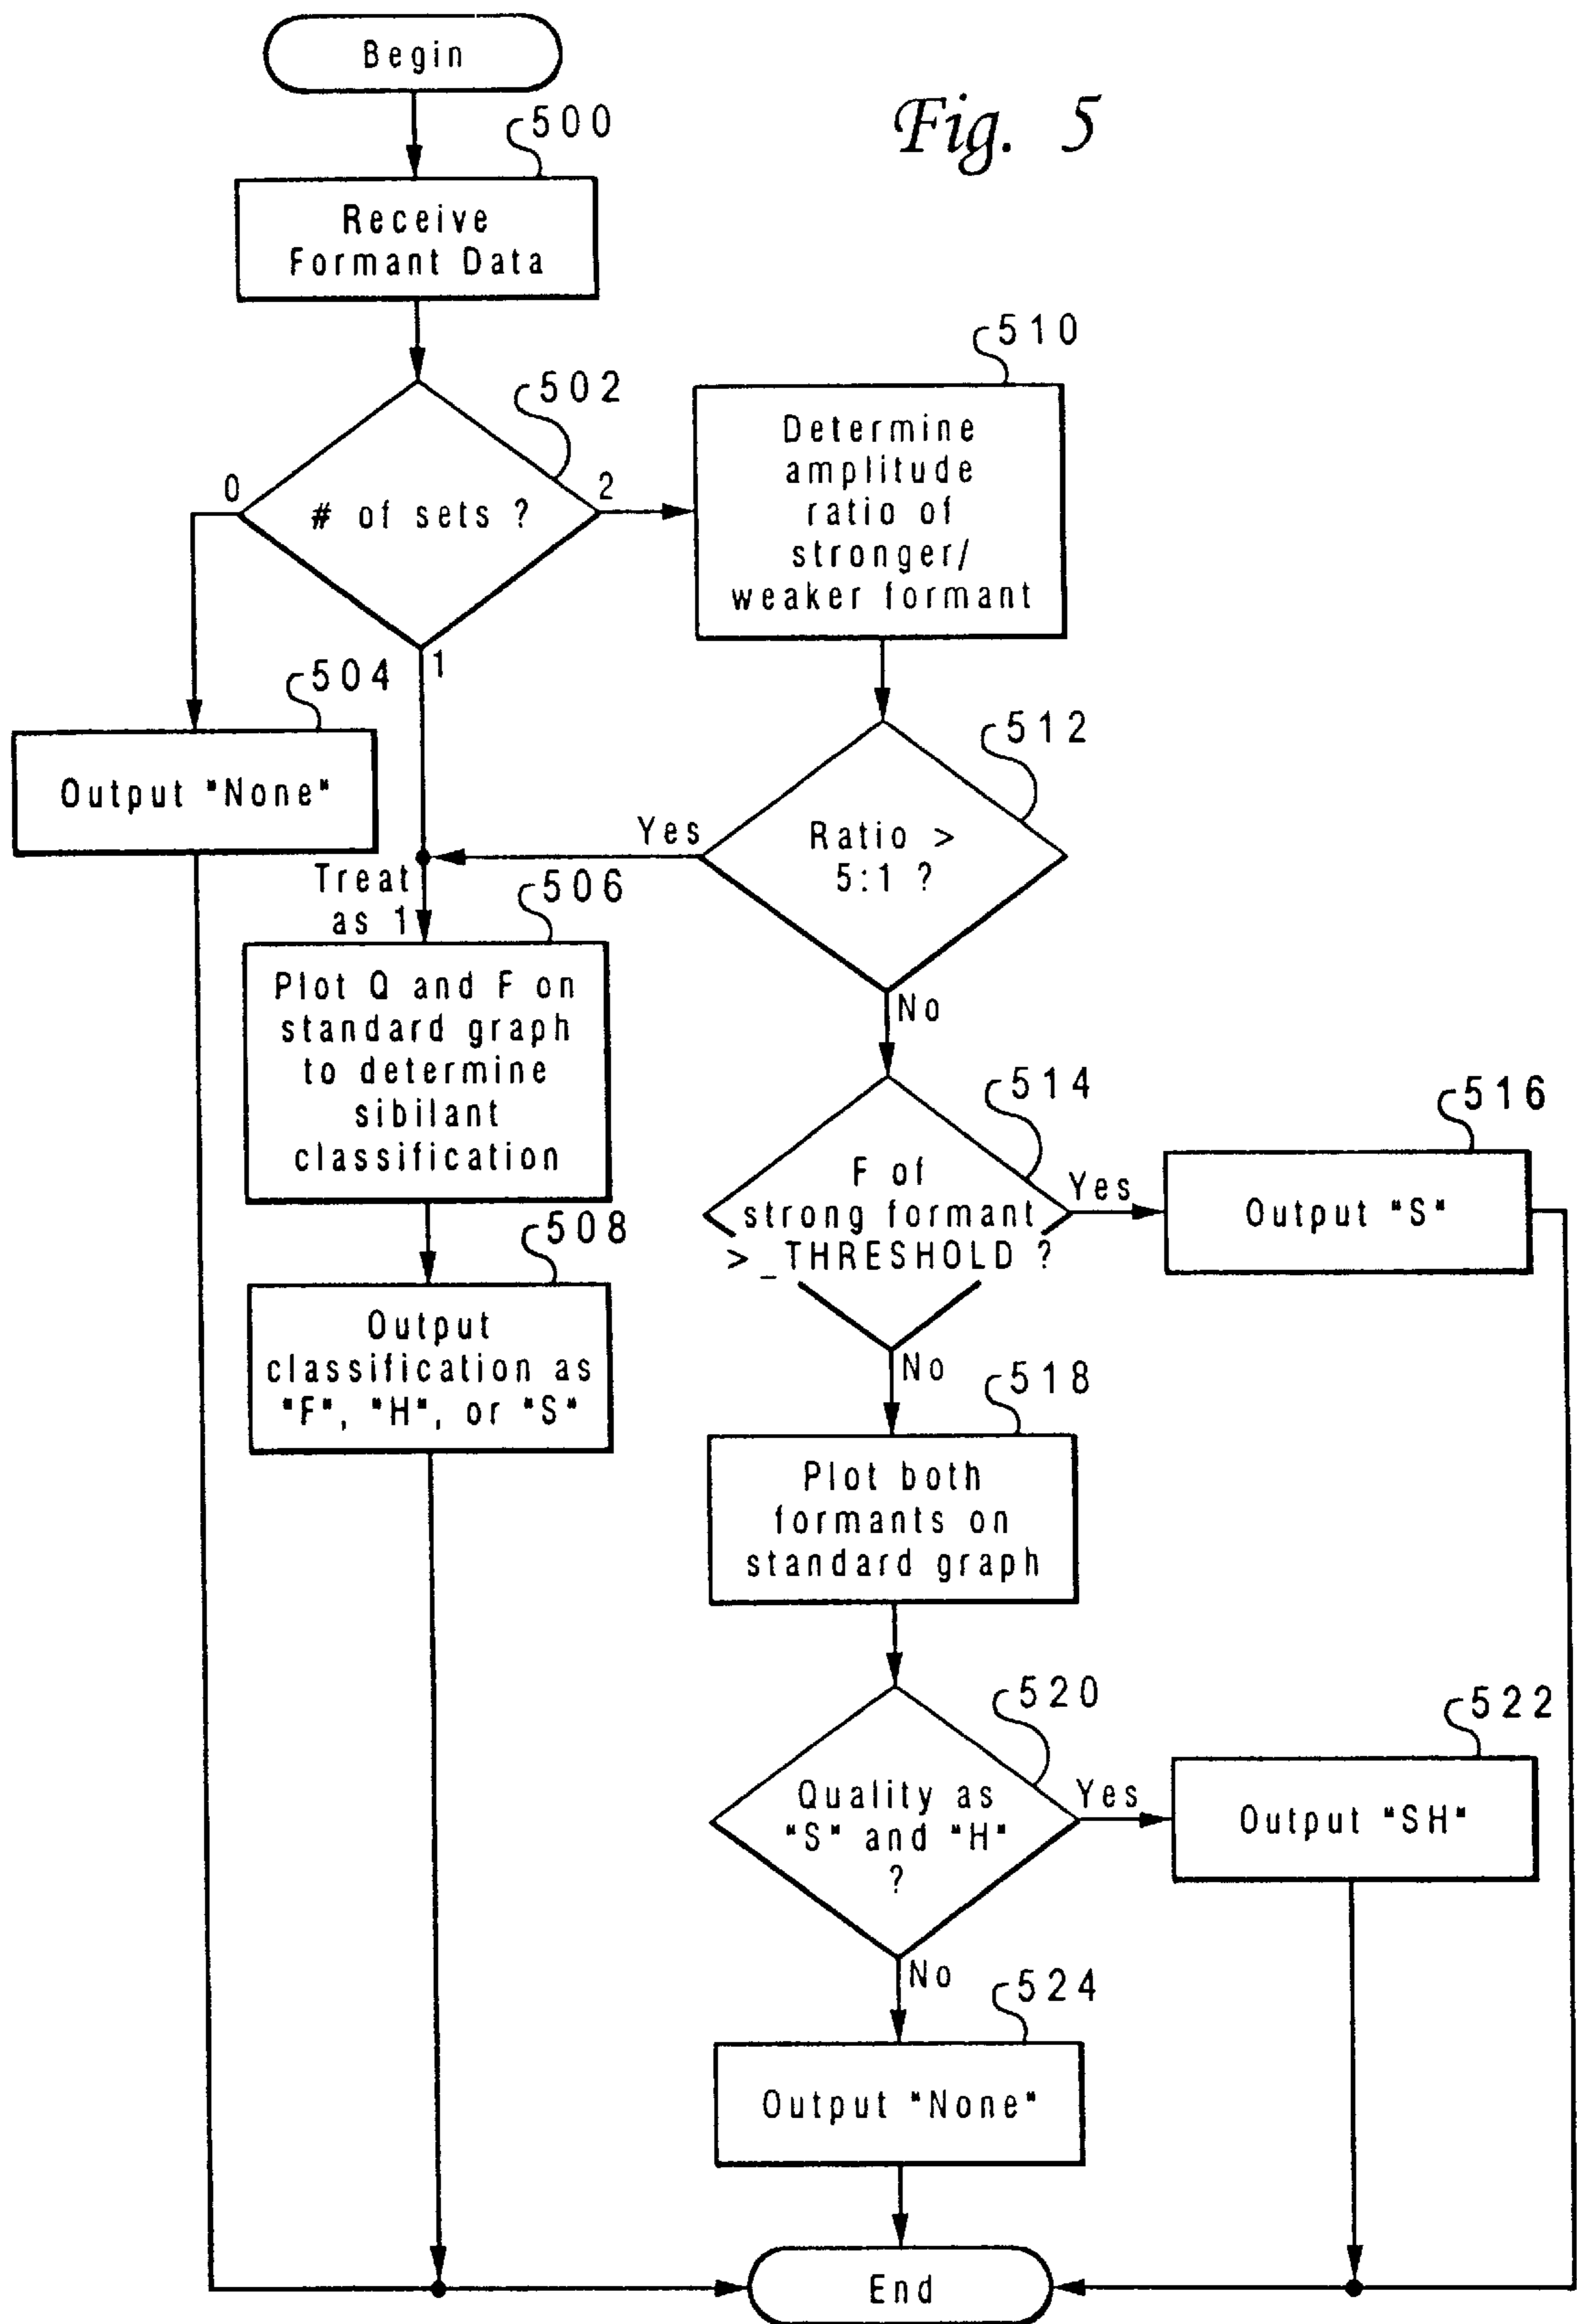 Begin
Fig. 5
500
Receive
Formant Data
502
# of sets ?
0
2
1
510
Determine
amplitude
ratio of
stronger/
weaker formant
504
Output "None"
512
Ratio >
5:1 ?
Yes
No
Treat
as 1
506
Plot Q and F on
standard graph
to determine
sibilant
classification
508
Output
classification as
"F", "H", or "S"
514
F of
strong formant
>_THRESHOLD ?
Yes
No
516
Output "S"
518
Plot both
formants on
standard graph
520
Quality as
"S" and "H"
?
Yes
No
522
Output "SH"
524
Output "None"
End